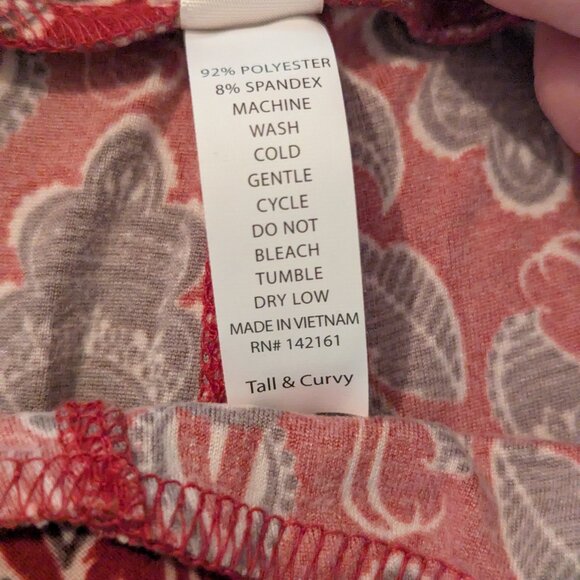 92% POLYESTER
8% SPANDEX
MACHINE
WASH
COLD
GENTLE
CYCLE
DO NOT
BLEACH
TUMBLE
DRY LOW
MADE IN VIETNAM
RN# 142161
Tall & Curvy